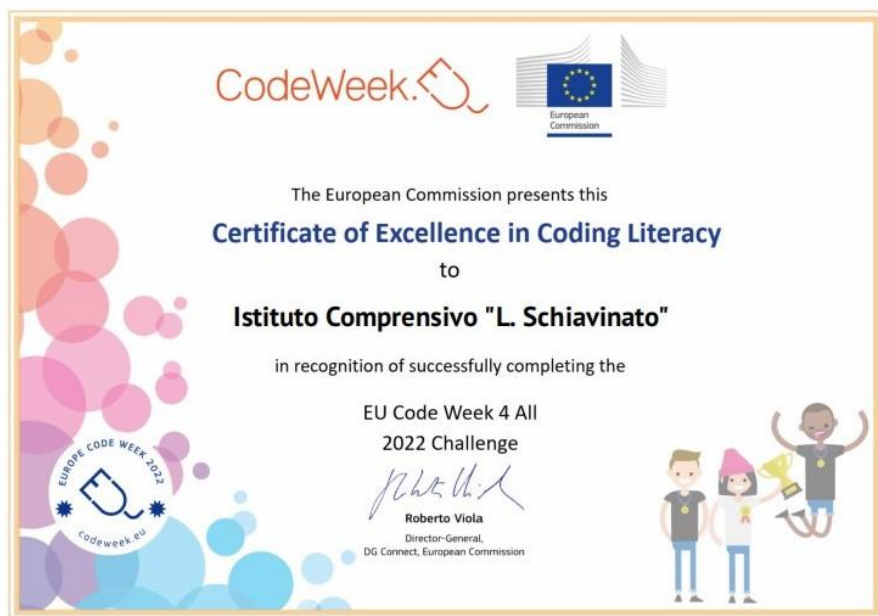 CodeWeek.EU
European
Commission
The European Commission presents this
Certificate of Excellence in Coding Literacy
to
Istituto Comprensivo "L. Schiavinato"
in recognition of successfully completing the
EU Code Week 4 All
2022 Challenge
Roberto Viola
Director-General,
DG Connect, European Commission
EUROPE CODE WEEK 2022
EU
codeweek.eu